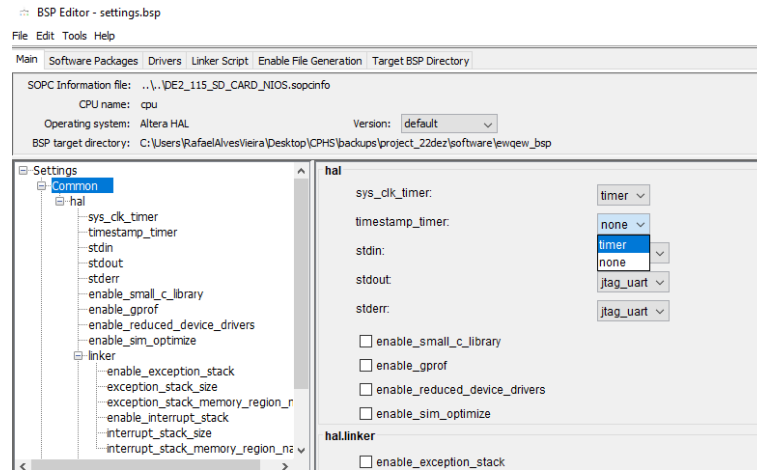 BSP Editor - settings.bsp
File Edit Tools Help
Main Software Packages Drivers Linker Script Enable File Generation Target BSP Directory
SOPC Information file: ..\..\DE2_115_SD_CARD_NIOS.sopcinfo
CPU name: cpu
Operating system: Altera HAL Version: default
BSP target directory: C:\Users\RafaelAlvesVieira\Desktop\CPHS\backups\project_22dez\software\ewqew_bsp
Settings
Common
hal
sys_clk_timer
timestamp_timer
stdin
stdout
stderr
enable_small_c_library
enable_gprof
enable_reduced_device_drivers
enable_sim_optimize
linker
enable_exception_stack
exception_stack_size
exception_stack_memory_region_n
enable_interrupt_stack
interrupt_stack_size
interrupt_stack_memory_region_na
hal
sys_clk_timer: timer
timestamp_timer: none
timer
none
stdin:
stdout: jtag_uart
stderr: jtag_uart
enable_small_c_library
enable_gprof
enable_reduced_device_drivers
enable_sim_optimize
hal.linker
enable_exception_stack